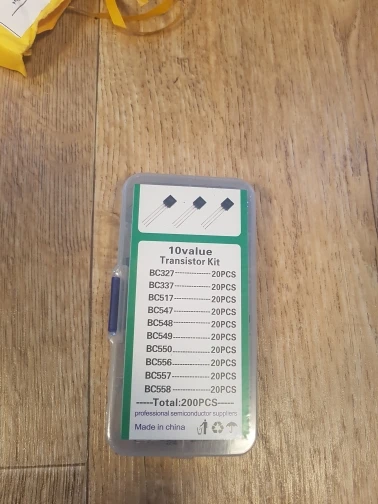 10value
Transistor Kit
BC327--------------20PCS
BC337--------------20PCS
BC517--------------20PCS
BC547--------------20PCS
BC548--------------20PCS
BC549--------------20PCS
BC550--------------20PCS
BC556--------------20PCS
BC557--------------20PCS
BC558--------------20PCS
-----Total:200PCS-----
professional semiconductor suppliers
Made in china